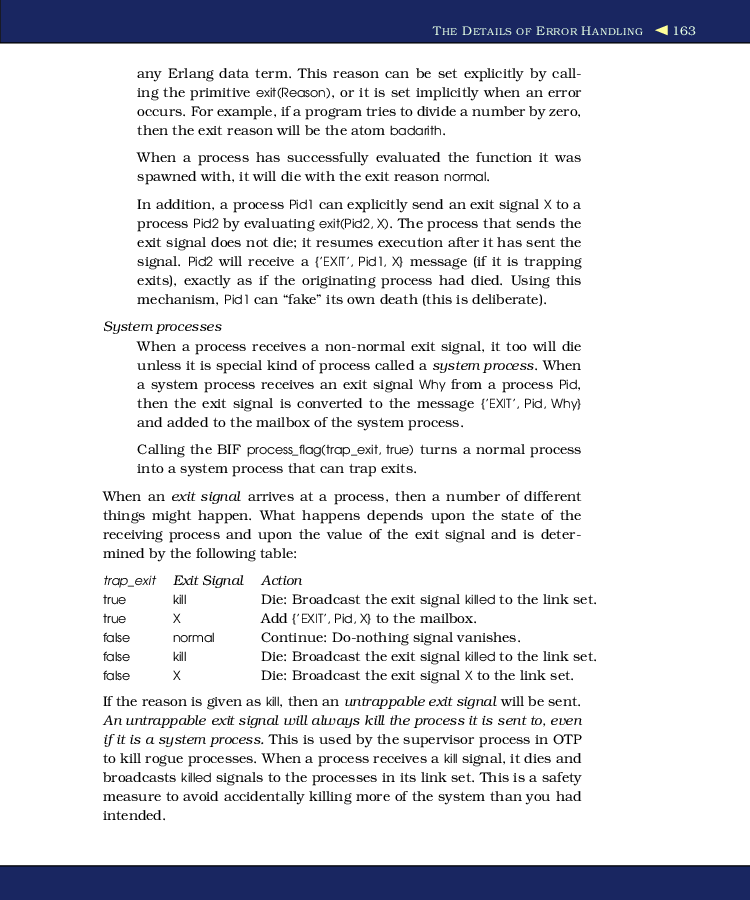 THE DETAILS OF ERROR HANDLING ◀ 163
any Erlang data term. This reason can be set explicitly by call-
ing the primitive exit(Reason), or it is set implicitly when an error
occurs. For example, if a program tries to divide a number by zero,
then the exit reason will be the atom badarith.
When a process has successfully evaluated the function it was
spawned with, it will die with the exit reason normal.
In addition, a process Pid1 can explicitly send an exit signal X to a
process Pid2 by evaluating exit(Pid2, X). The process that sends the
exit signal does not die; it resumes execution after it has sent the
signal. Pid2 will receive a {'EXIT', Pid1, X} message (if it is trapping
exits), exactly as if the originating process had died. Using this
mechanism, Pid1 can “fake” its own death (this is deliberate).
System processes
When a process receives a non-normal exit signal, it too will die
unless it is special kind of process called a system process. When
a system process receives an exit signal Why from a process Pid,
then the exit signal is converted to the message {'EXIT', Pid, Why}
and added to the mailbox of the system process.
Calling the BIF process_flag(trap_exit, true) turns a normal process
into a system process that can trap exits.
When an exit signal arrives at a process, then a number of different
things might happen. What happens depends upon the state of the
receiving process and upon the value of the exit signal and is deter-
mined by the following table:
trap_exit Exit Signal Action
true kill Die: Broadcast the exit signal killed to the link set.
true X Add {'EXIT', Pid, X} to the mailbox.
false normal Continue: Do-nothing signal vanishes.
false kill Die: Broadcast the exit signal killed to the link set.
false X Die: Broadcast the exit signal X to the link set.
If the reason is given as kill, then an untrappable exit signal will be sent.
An untrappable exit signal will always kill the process it is sent to, even
if it is a system process. This is used by the supervisor process in OTP
to kill rogue processes. When a process receives a kill signal, it dies and
broadcasts killed signals to the processes in its link set. This is a safety
measure to avoid accidentally killing more of the system than you had
intended.